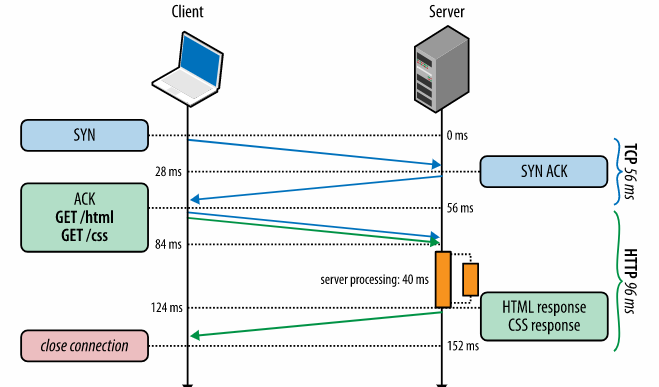 Client
Server
SYN
0 ms
28 ms
SYN ACK
TCP 56 ms
ACK
GET /html
GET /css
56 ms
84 ms
server processing: 40 ms
HTTP 96 ms
124 ms
HTML response
CSS response
close connection
152 ms